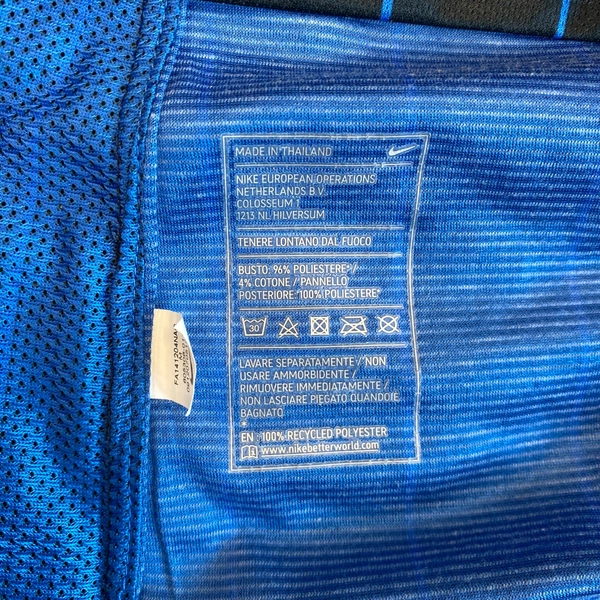 MADE IN THAILAND
NIKE EUROPEAN OPERATIONS
NETHERLANDS B.V.
COLOSSEUM 1
1213 NL HILVERSUM
TENERE LONTANO DAL FUOCO
BUSTO: 96% POLIESTERE* /
4% COTONE / PANNELLO
POSTERIORE: 100% POLIESTERE*
30
LAVARE SEPARATAMENTE / NON
USARE AMMORBIDENTE /
RIMUOVERE IMMEDIATAMENTE /
NON LASCIARE PIEGATO QUANDOIE
BAGNATO
*
EN 100% RECYCLED POLYESTER
www.nikebetterworld.com